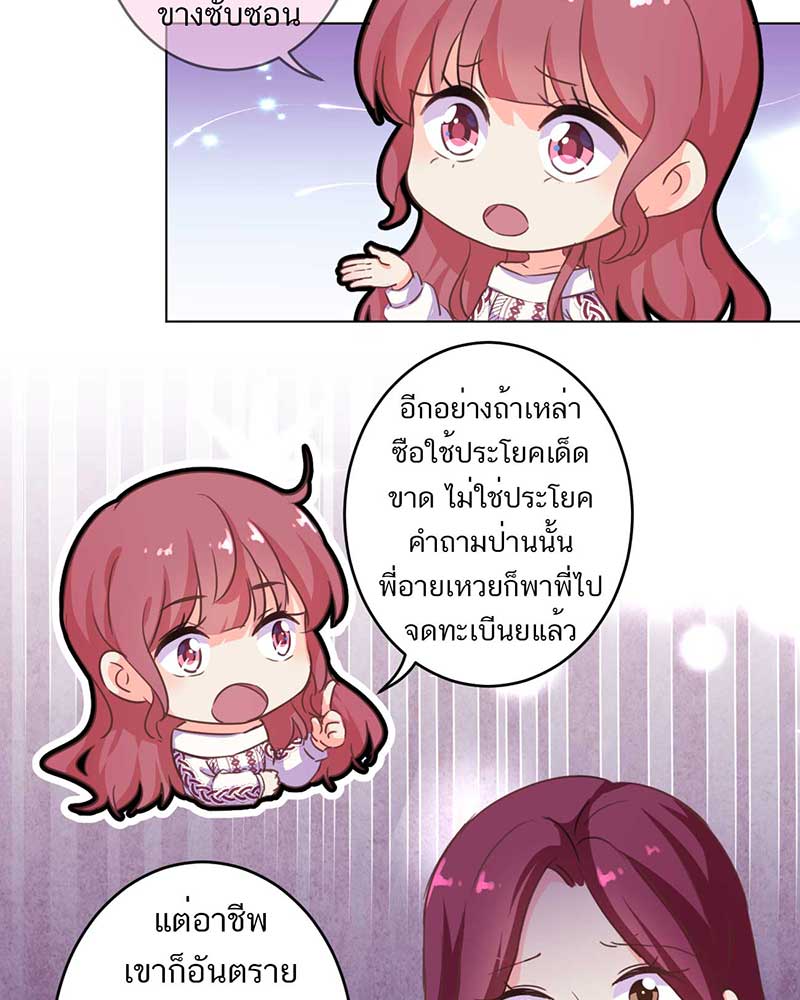 ข้างซับซ้อน
อีกอย่างถ้าเหล่า
ซือใช้ประโยคเด็ด
ขาด ไม่ใช่ประโยค
คำถามป่านนั้น
พี่อายเหวยก็พาพี่ไป
จดทะเบีนยแล้ว
แต่อาชีพ
เขาก็อันตราย